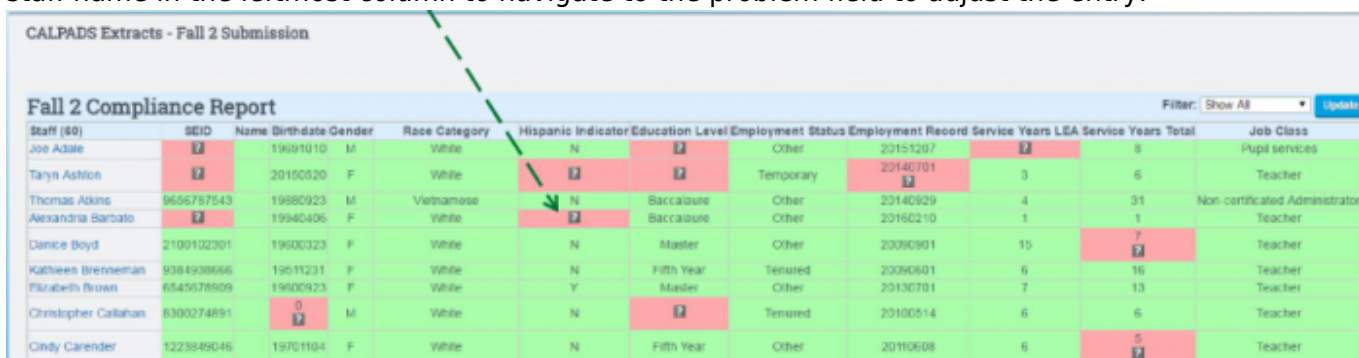 staff name in the leftmost column to navigate to the problem field to adjust the entry.
CALPADS Extracts - Fall 2 Submission
Fall 2 Compliance Report
Filter: Show All Update
Staff (60) SEID Name Birthdate Gender Race Category Hispanic Indicator Education Level Employment Status Employment Record Service Years LEA Service Years Total Job Class
Joe Adale ? 19691010 M White N ? Other 20151207 ? 8 Pupil services
Taryn Ashton ? 20150520 F White ? ? Temporary 20140701 ? 3 6 Teacher
Thomas Atkins 9656787543 19880923 M Vietnamese N Baccalaure Other 20140929 4 31 Non-certificated Administrator
Alexandria Barbato ? 19940406 F White ? Baccalaure Other 20160210 1 1 Teacher
Danice Boyd 2100102301 19600323 F White N Master Other 20090901 15 7 ? Teacher
Kathleen Brenneman 9384938666 19511231 F White N Fifth Year Tenured 20090601 6 16 Teacher
Elizabeth Brown 6545678909 19600923 F White Y Master Other 20130701 7 13 Teacher
Christopher Callahan 6300274891 0 ? M White N ? Tenured 20100514 6 6 Teacher
Cindy Carender 1223849046 19701104 F White N Fifth Year Other 20110608 6 5 ? Teacher